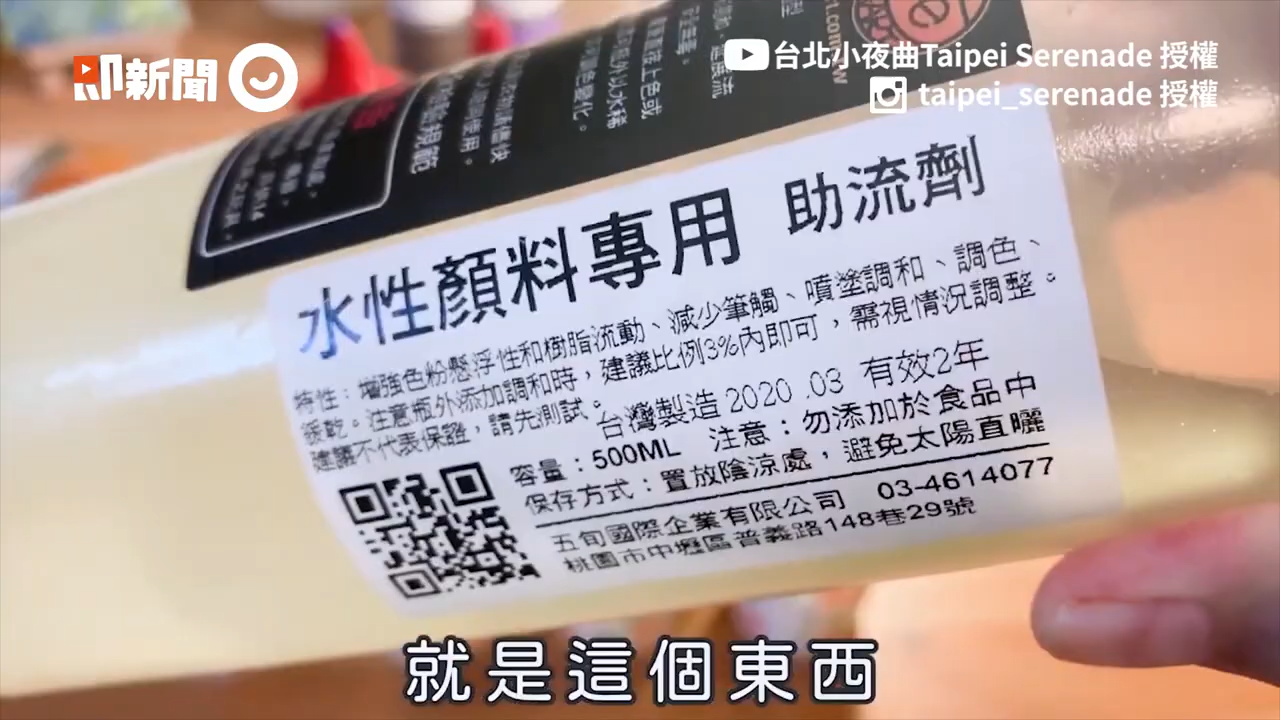 即新聞
台北小夜曲Taipei Serenade 授權
taipei_serenade 授權
水性顏料專用 助流劑
特性：增強色粉懸浮性和樹脂流動、減少筆觸、噴塗調和、調色、
緩乾。注意瓶外添加調和時，建議比例3%內即可，需視情況調整。
建議不代表保證，請先測試。台灣製造 2020 .03 有效2年
容量：500ML 注意：勿添加於食品中
保存方式：置放陰涼處，避免太陽直曬
五旬國際企業有限公司 03-4614077
桃園市中壢區普義路148巷29號
就是這個東西